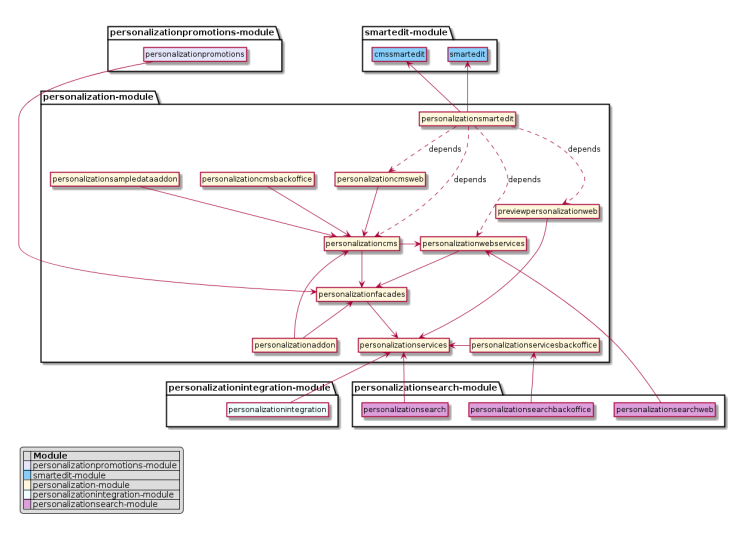 personalizationpromotions-module
smartedit-module
personalizationpromotions
cmssmartedit
smartedit
personalization-module
personalizationsmartedit
depends
personalizationsampledataaddon
personalizationcmsbackoffice
personalizationcmsweb
depends
depends
depends
previewpersonalizationweb
personalizationcms
personalizationwebservices
personalizationfacades
personalizationaddon
personalizationservices
personalizationservicesbackoffice
personalizationintegration-module
personalizationsearch-module
personalizationintegration
personalizationsearch
personalizationsearchbackoffice
personalizationsearchweb
Module
personalizationpromotions-module
smartedit-module
personalization-module
personalizationintegration-module
personalizationsearch-module